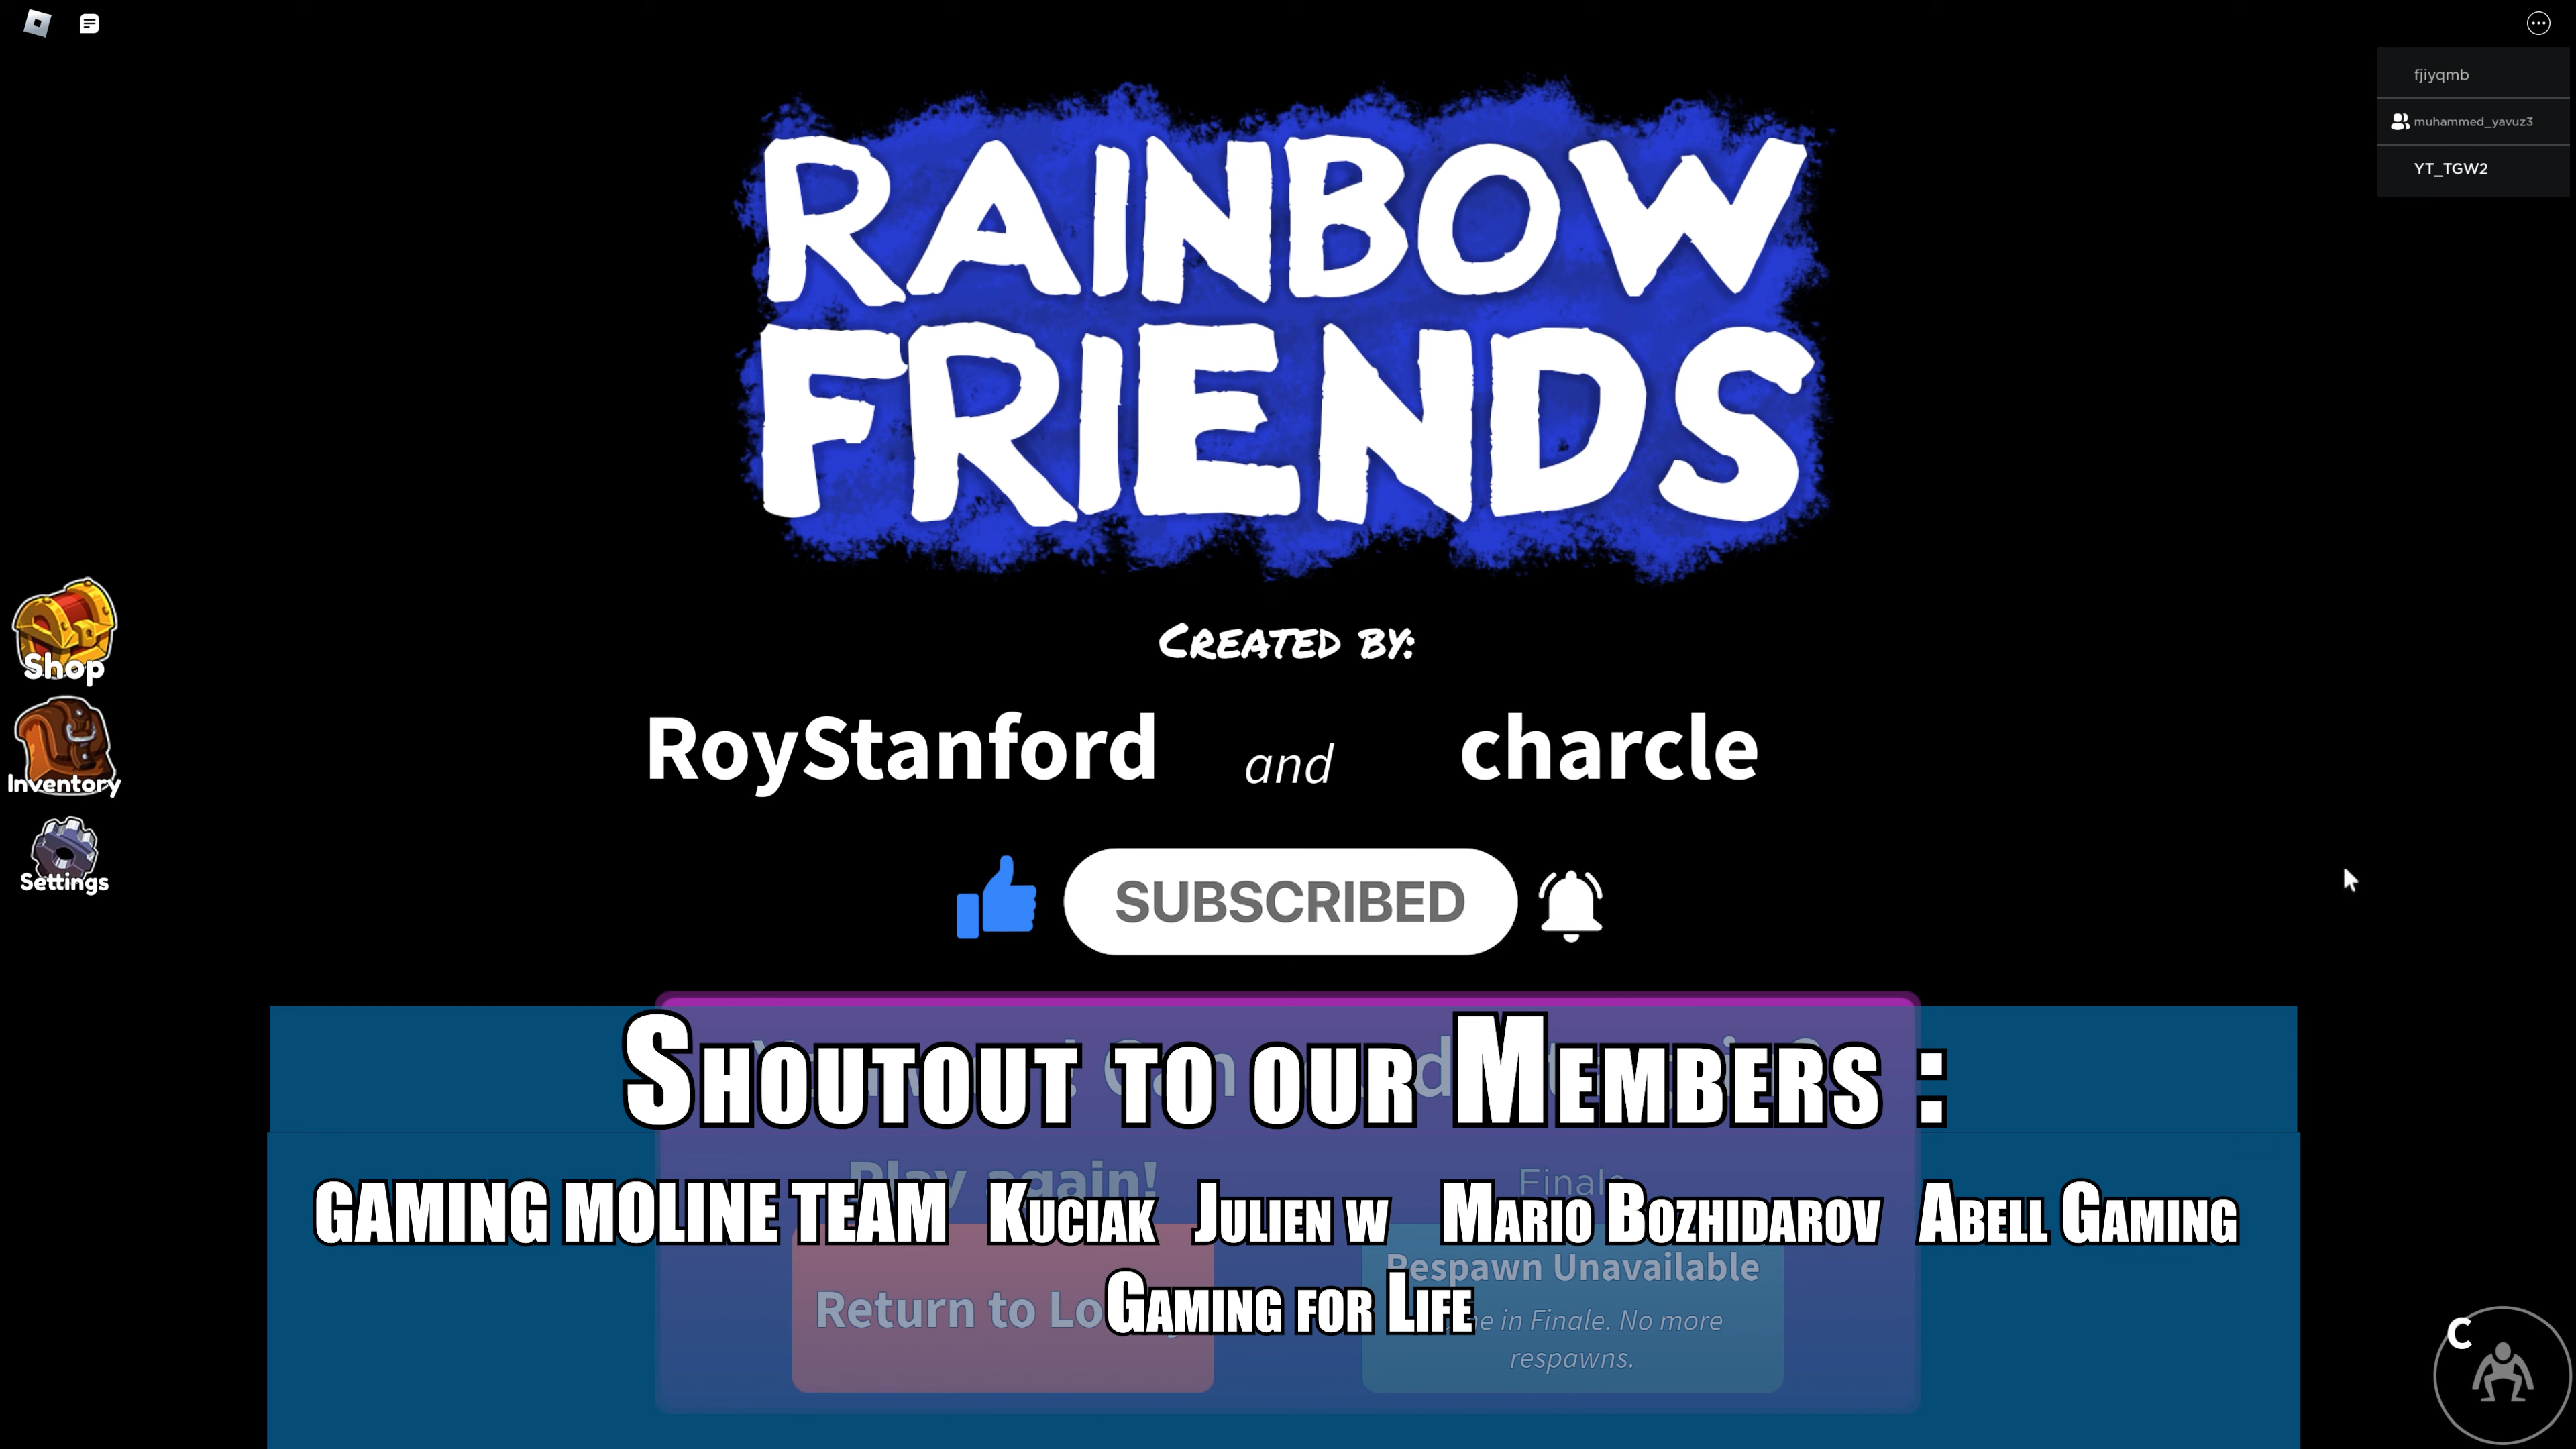 fjiyqmb
muhammed_yavuz3
YT_TGW2
RAINBOW
FRIENDS
CREATED BY:
RoyStanford and charcle
Shop
Inventory
Settings
SUBSCRIBED
SHOUTOUT TO OUR MEMBERS :
Play again!
Finale
GAMING MOLINE TEAM KUCIAK JULIEN W MARIO BOZHIDAROV ABELL GAMING
Respawn Unavailable
Return to
GAMING FOR LIFE
in Finale. No more
respawns.
C